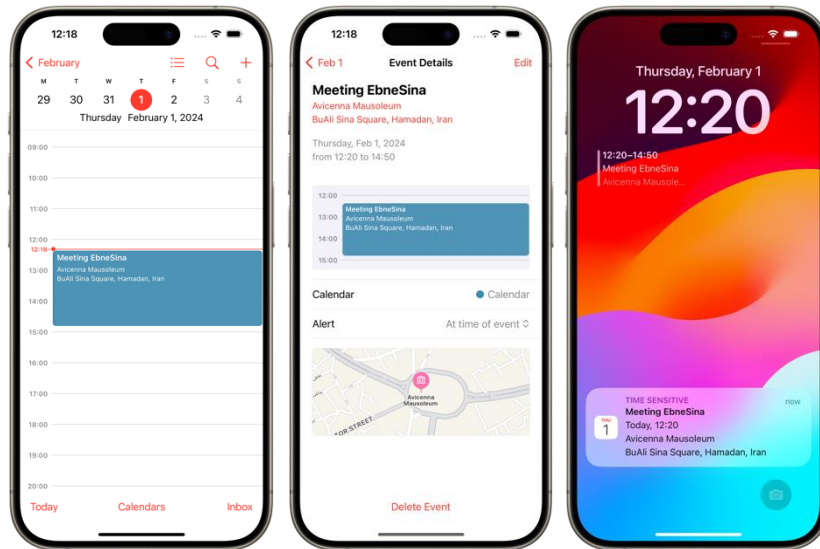 12:18
February
M T W T F S S
29 30 31 1 2 3 4
Thursday February 1, 2024
09:00
10:00
11:00
12:00
12:18
Meeting EbneSina
Avicenna Mausoleum
BuAli Sina Square, Hamadan, Iran
13:00
14:00
15:00
16:00
17:00
18:00
19:00
20:00
Today Calendars Inbox
12:18
Feb 1 Event Details Edit
Meeting EbneSina
Avicenna Mausoleum
BuAli Sina Square, Hamadan, Iran
Thursday, Feb 1, 2024
from 12:20 to 14:50
12:00
Meeting EbneSina
13:00 Avicenna Mausoleum
BuAli Sina Square, Hamadan, Iran
14:00
15:00
Calendar Calendar
Alert At time of event
Avicenna
Mausoleum
TOR STREET
Delete Event
Thursday, February 1
12:20
12:20–14:50
Meeting EbneSina
Avicenna Mausole...
TIME SENSITIVE now
THU
1
Meeting EbneSina
Today, 12:20
Avicenna Mausoleum
BuAli Sina Square, Hamadan, Iran